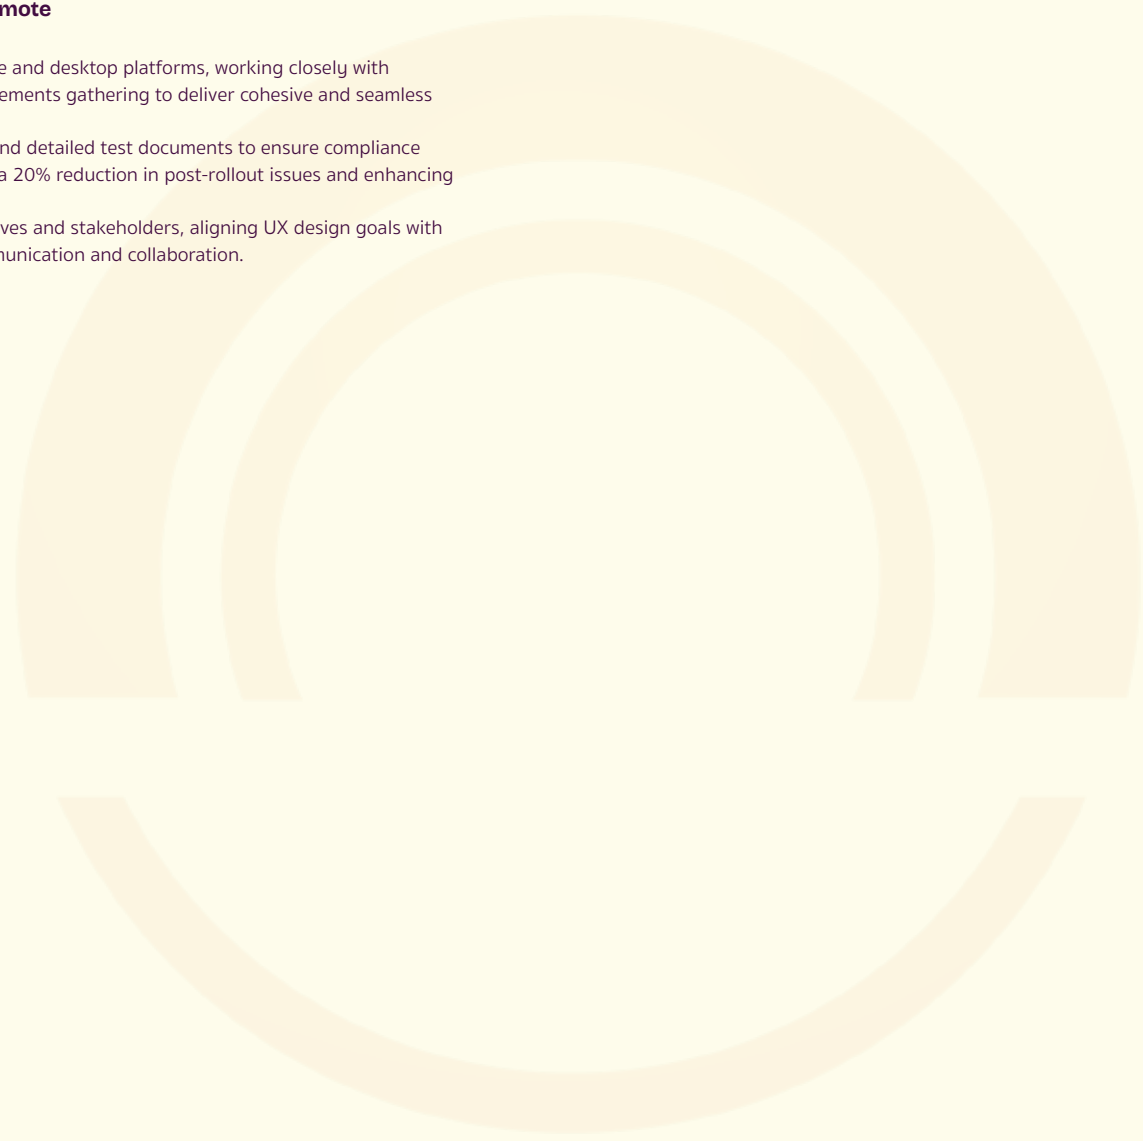 mote
e and desktop platforms, working closely with
ements gathering to deliver cohesive and seamless
nd detailed test documents to ensure compliance
a 20% reduction in post-rollout issues and enhancing
ves and stakeholders, aligning UX design goals with
unication and collaboration.